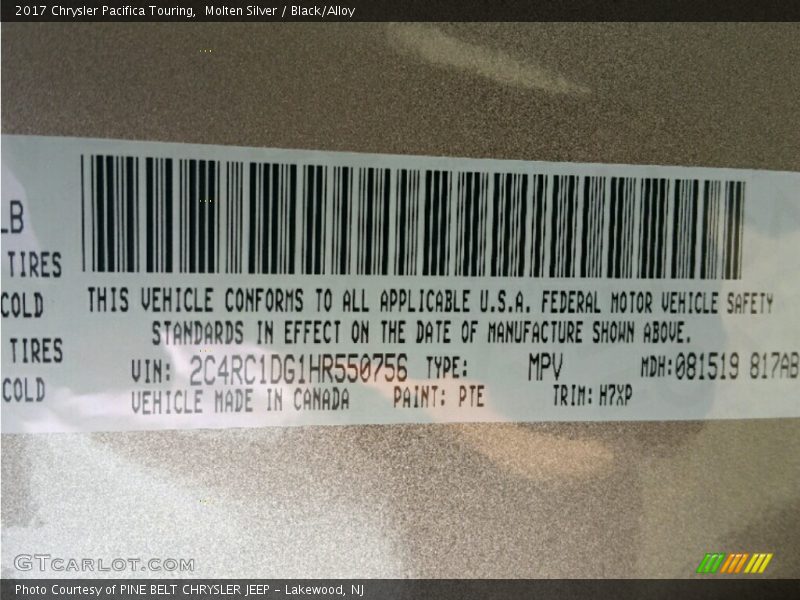 2017 Chrysler Pacifica Touring, Molten Silver / Black/Alloy
LB
TIRES
COLD
TIRES
COLD
THIS VEHICLE CONFORMS TO ALL APPLICABLE U.S.A. FEDERAL MOTOR VEHICLE SAFETY
STANDARDS IN EFFECT ON THE DATE OF MANUFACTURE SHOWN ABOVE.
VIN: 2C4RC1DG1HR550756 TYPE: MPV MDH:081519 817AB
VEHICLE MADE IN CANADA PAINT: PTE TRIM: H7XP
GTCARLOT.COM
Photo Courtesy of PINE BELT CHRYSLER JEEP - Lakewood, NJ